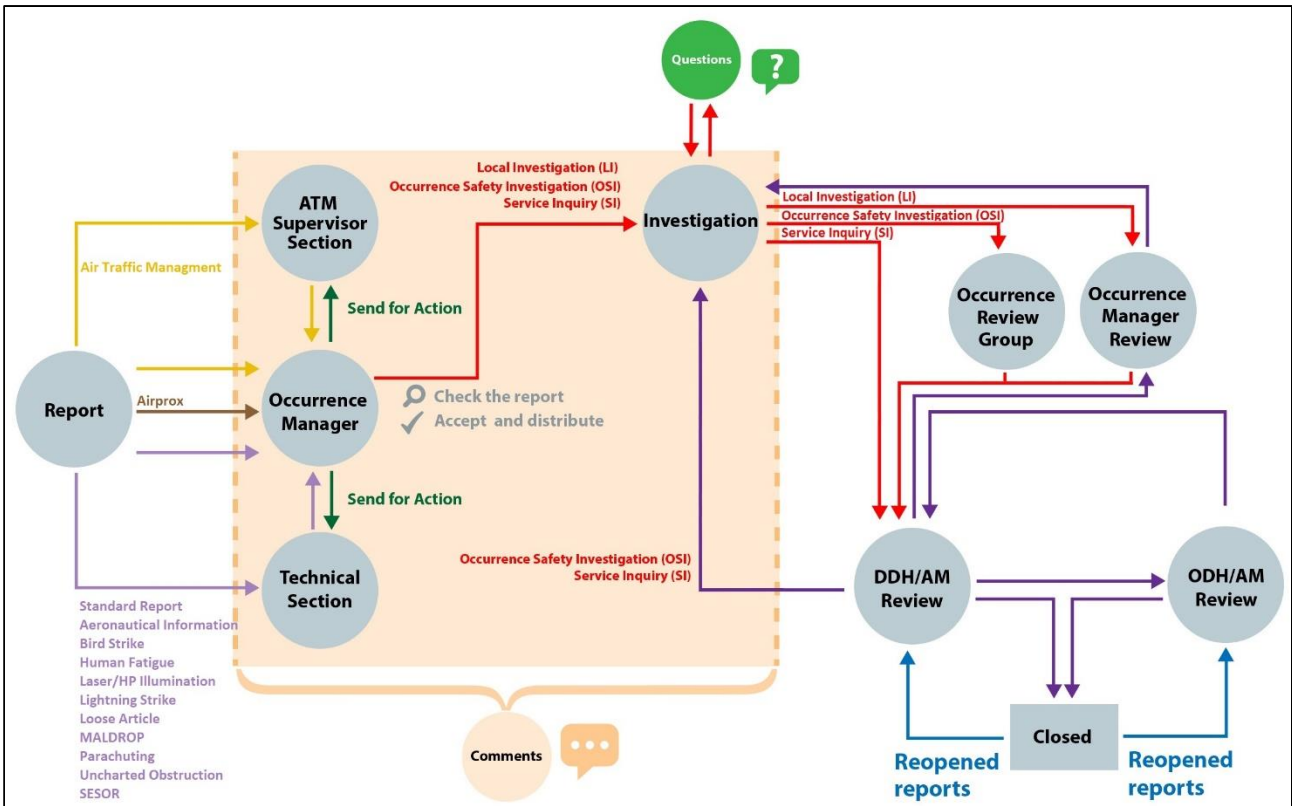 Questions
?
Local Investigation (LI)
Occurrence Safety Investigation (OSI)
Service Inquiry (SI)
ATM
Supervisor
Section
Investigation
Local Investigation (LI)
Occurrence Safety Investigation (OSI)
Service Inquiry (SI)
Air Traffic Managment
Send for Action
Occurrence
Review
Group
Occurrence
Manager
Review
Report
Airprox
Occurrence
Manager
Check the report
Accept and distribute
Send for Action
Technical
Section
Occurrence Safety Investigation (OSI)
Service Inquiry (SI)
DDH/AM
Review
ODH/AM
Review
Standard Report
Aeronautical Information
Bird Strike
Human Fatigue
Laser/HP Illumination
Lightning Strike
Loose Article
MALDROP
Parachuting
Uncharted Obstruction
SESOR
Comments
Closed
Reopened
reports
Reopened
reports